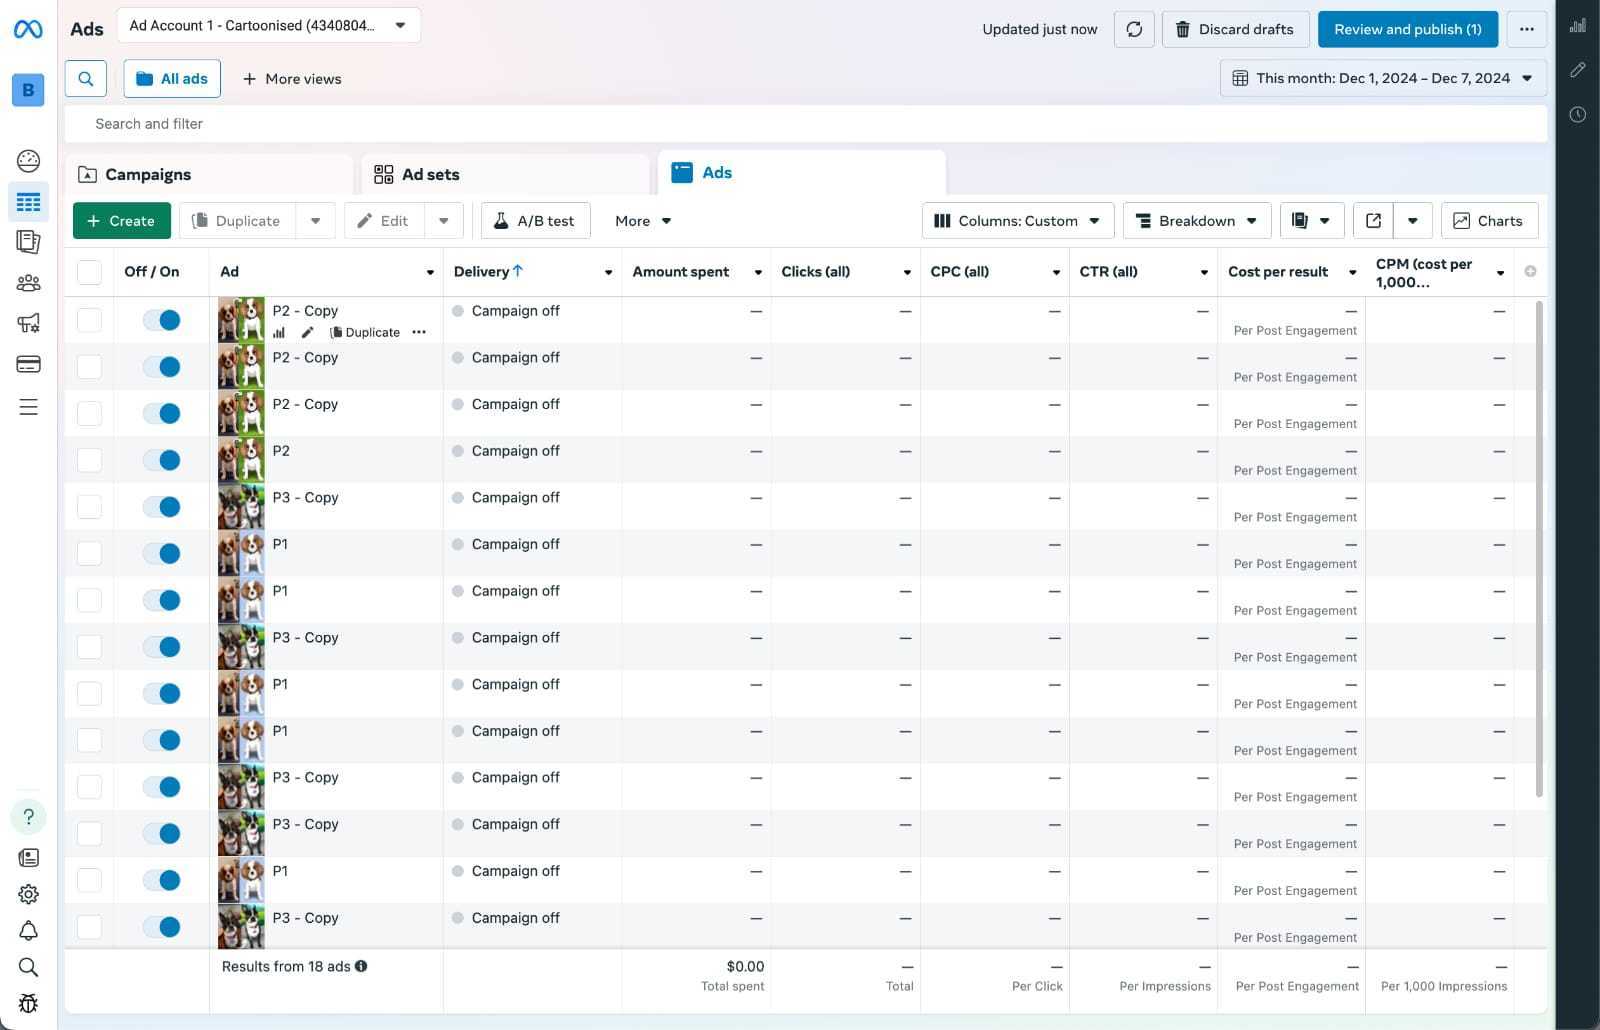 Ads
Ad Account 1 - Cartoonised (4340804...
Updated just now
Discard drafts
Review and publish (1)
B
All ads
+ More views
This month: Dec 1, 2024 – Dec 7, 2024
Search and filter
Campaigns
Ad sets
Ads
+ Create
Duplicate
Edit
A/B test
More
Columns: Custom
Breakdown
Charts
Off / On
Ad
Delivery ↑
Amount spent
Clicks (all)
CPC (all)
CTR (all)
Cost per result
CPM (cost per
1,000...
P2 - Copy
Duplicate
Campaign off
— — — — — —
Per Post Engagement
P2 - Copy
Campaign off
— — — — — —
Per Post Engagement
P2 - Copy
Campaign off
— — — — — —
Per Post Engagement
P2
Campaign off
— — — — — —
Per Post Engagement
P3 - Copy
Campaign off
— — — — — —
Per Post Engagement
P1
Campaign off
— — — — — —
Per Post Engagement
P1
Campaign off
— — — — — —
Per Post Engagement
P3 - Copy
Campaign off
— — — — — —
Per Post Engagement
P1
Campaign off
— — — — — —
Per Post Engagement
P1
Campaign off
— — — — — —
Per Post Engagement
P3 - Copy
Campaign off
— — — — — —
Per Post Engagement
P3 - Copy
Campaign off
— — — — — —
Per Post Engagement
P1
Campaign off
— — — — — —
Per Post Engagement
P3 - Copy
Campaign off
— — — — — —
Per Post Engagement
Results from 18 ads
$0.00
Total spent
—
Total
—
Per Click
—
Per Impressions
—
Per Post Engagement
—
Per 1,000 Impressions
?